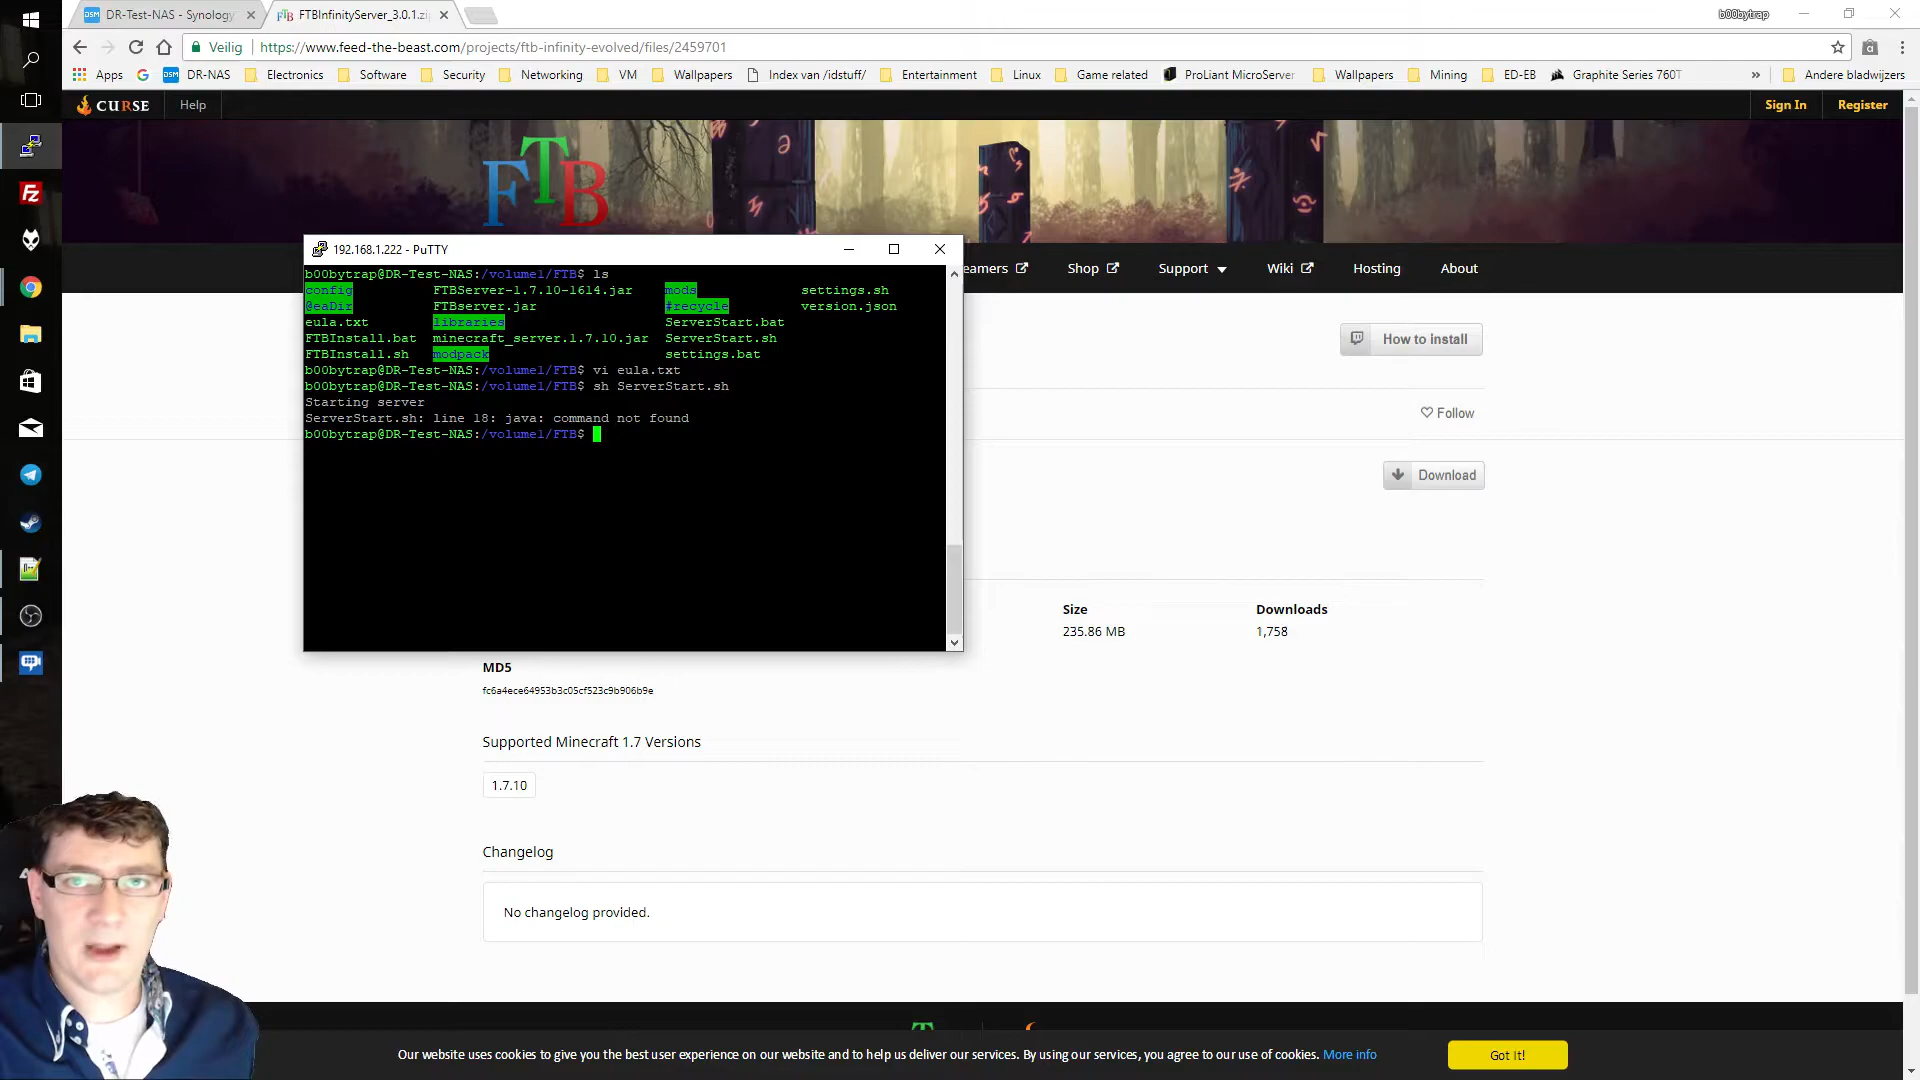 DR-Test-NAS - Synology
FTBInfinityServer_3.0.1.zi
b00bytrap
Veilig
https://www.feed-the-beast.com/projects/ftb-infinity-evolved/files/2459701
Apps
DR-NAS
Electronics
Software
Security
Networking
VM
Wallpapers
Index van /idstuff/
Entertainment
Linux
Game related
ProLiant MicroServer
Wallpapers
Mining
ED-EB
Graphite Series 760T
»
Andere bladwijzers
CURSE
Help
Sign In
Register
FTB
eamers
Shop
Support
Wiki
Hosting
About
192.168.1.222 - PuTTY
b00bytrap@DR-Test-NAS:/volume1/FTB$ ls
config FTBServer-1.7.10-1614.jar mods settings.sh
@eaDir FTBserver.jar #recycle version.json
eula.txt libraries ServerStart.bat
FTBInstall.bat minecraft_server.1.7.10.jar ServerStart.sh
FTBInstall.sh modpack settings.bat
b00bytrap@DR-Test-NAS:/volume1/FTB$ vi eula.txt
b00bytrap@DR-Test-NAS:/volume1/FTB$ sh ServerStart.sh
Starting server
ServerStart.sh: line 18: java: command not found
b00bytrap@DR-Test-NAS:/volume1/FTB$
How to install
Follow
Download
Size
Downloads
235.86 MB
1,758
MD5
fc6a4ece64953b3c05cf523c9b906b9e
Supported Minecraft 1.7 Versions
1.7.10
Changelog
No changelog provided.
Our website uses cookies to give you the best user experience on our website and to help us deliver our services. By using our services, you agree to our use of cookies. More info
Got it!